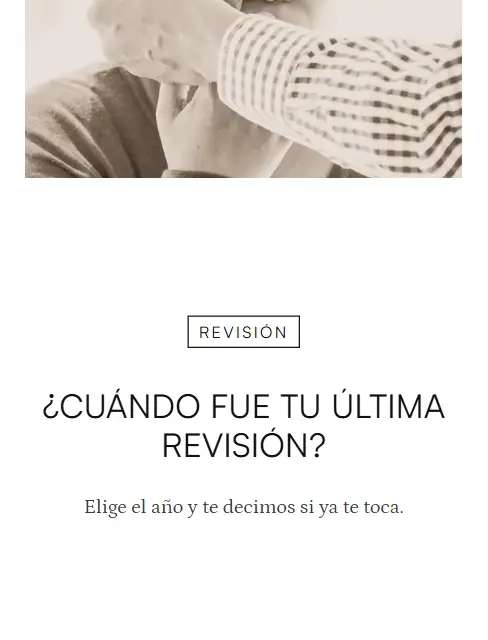 REVISIÓN
¿CUÁNDO FUE TU ÚLTIMA
REVISIÓN?
Elige el año y te decimos si ya te toca.